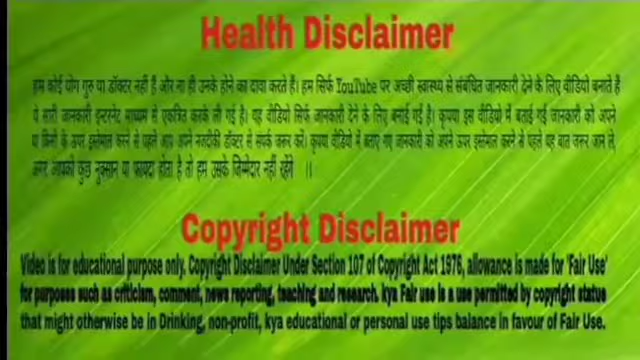 Health Disclaimer
हम कोई योग गुरु या डॉक्टर नहीं हैं और ना ही उनके होने का दावा करते हैं। हम सिर्फ YouTube पर अच्छी स्वास्थ्य से संबंधित जानकारी देने के लिए वीडियो बनाते हैं
ये सारी जानकारी इन्टरनेट माध्यम से एकत्रित करके ली गई है। यह वीडियो सिर्फ जानकारी देने के लिए बनाई गई है। कृपया इस वीडियो में बताई गई जानकारी को अपने
या किसी के ऊपर इस्तेमाल करने से पहले आप अपने नजदीकी डॉक्टर से संपर्क जरूर करें। कृपया वीडियो में बताए गए जानकारी को अपने ऊपर इस्तेमाल करने से पहले यह बात जरूर जान ले,
अगर आपको कुछ नुकसान या फायदा होता है तो हम उसके जिम्मेदार नहीं रहेंगे ।।
Copyright Disclaimer
Video is for educational purpose only. Copyright Disclaimer Under Section 107 of Copyright Act 1976, allowance is made for 'Fair Use'
for purposes such as criticism, comment, news reporting, teaching and research. kya Fair use is a use permitted by copyright statue
that might otherwise be in Drinking, non-profit, kya educational or personal use tips balance in favour of Fair Use.